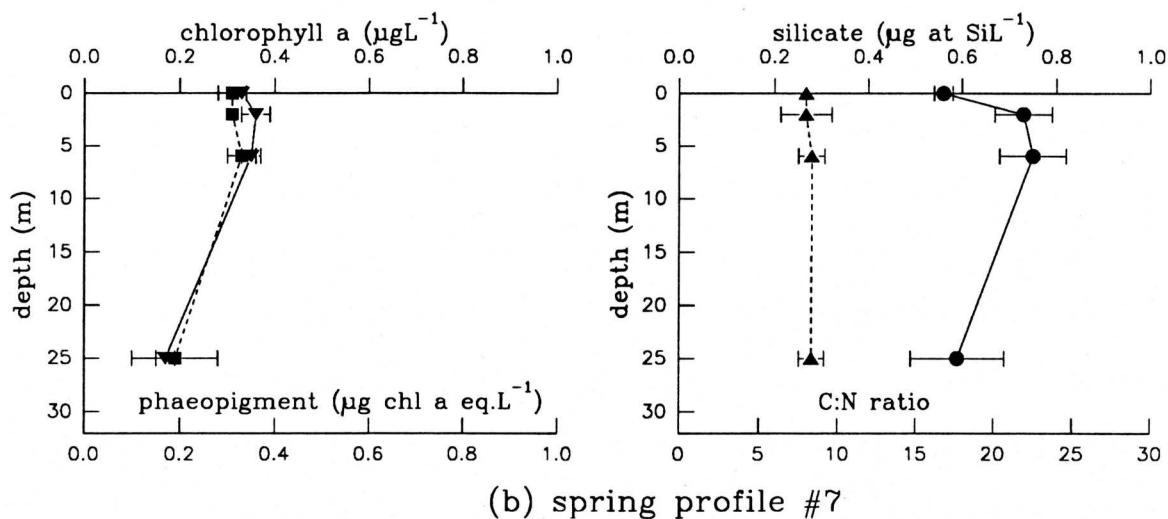 chlorophyll a (μgL⁻¹)
0.0 0.2 0.4 0.6 0.8 1.0
depth (m)
0
5
10
15
20
25
30
phaeopigment (μg chl a eq.L⁻¹)
0.0 0.2 0.4 0.6 0.8 1.0
silicate (μg at SiL⁻¹)
0.0 0.2 0.4 0.6 0.8 1.0
depth (m)
0
5
10
15
20
25
30
C:N ratio
0 5 10 15 20 25 30
(b) spring profile #7